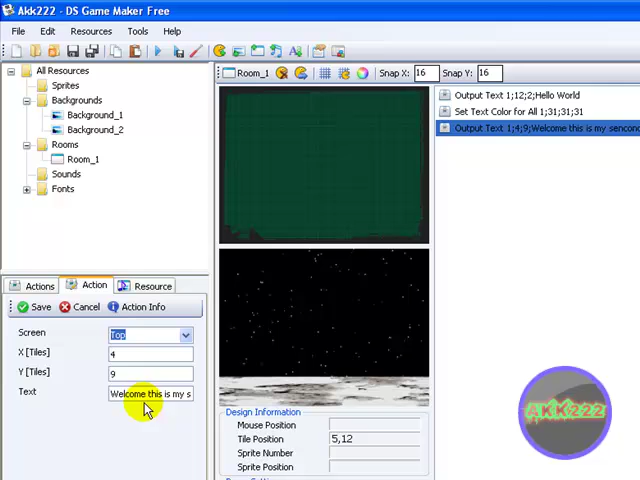 Akk222 - DS Game Maker Free
File Edit Resources Tools Help
All Resources
Sprites
Backgrounds
Background_1
Background_2
Rooms
Room_1
Sounds
Fonts
Room_1 Snap X: 16 Snap Y: 16
Output Text 1;12;2;Hello World
Set Text Color for All 1;31;31;31
Output Text 1;4;9;Welcome this is my senconc
Actions Action Resource
Save Cancel Action Info
Screen Top
X [Tiles] 4
Y [Tiles] 9
Text Welcome this is my s
Design Information
Mouse Position
Tile Position 5,12
Sprite Number
Sprite Position
AKK222